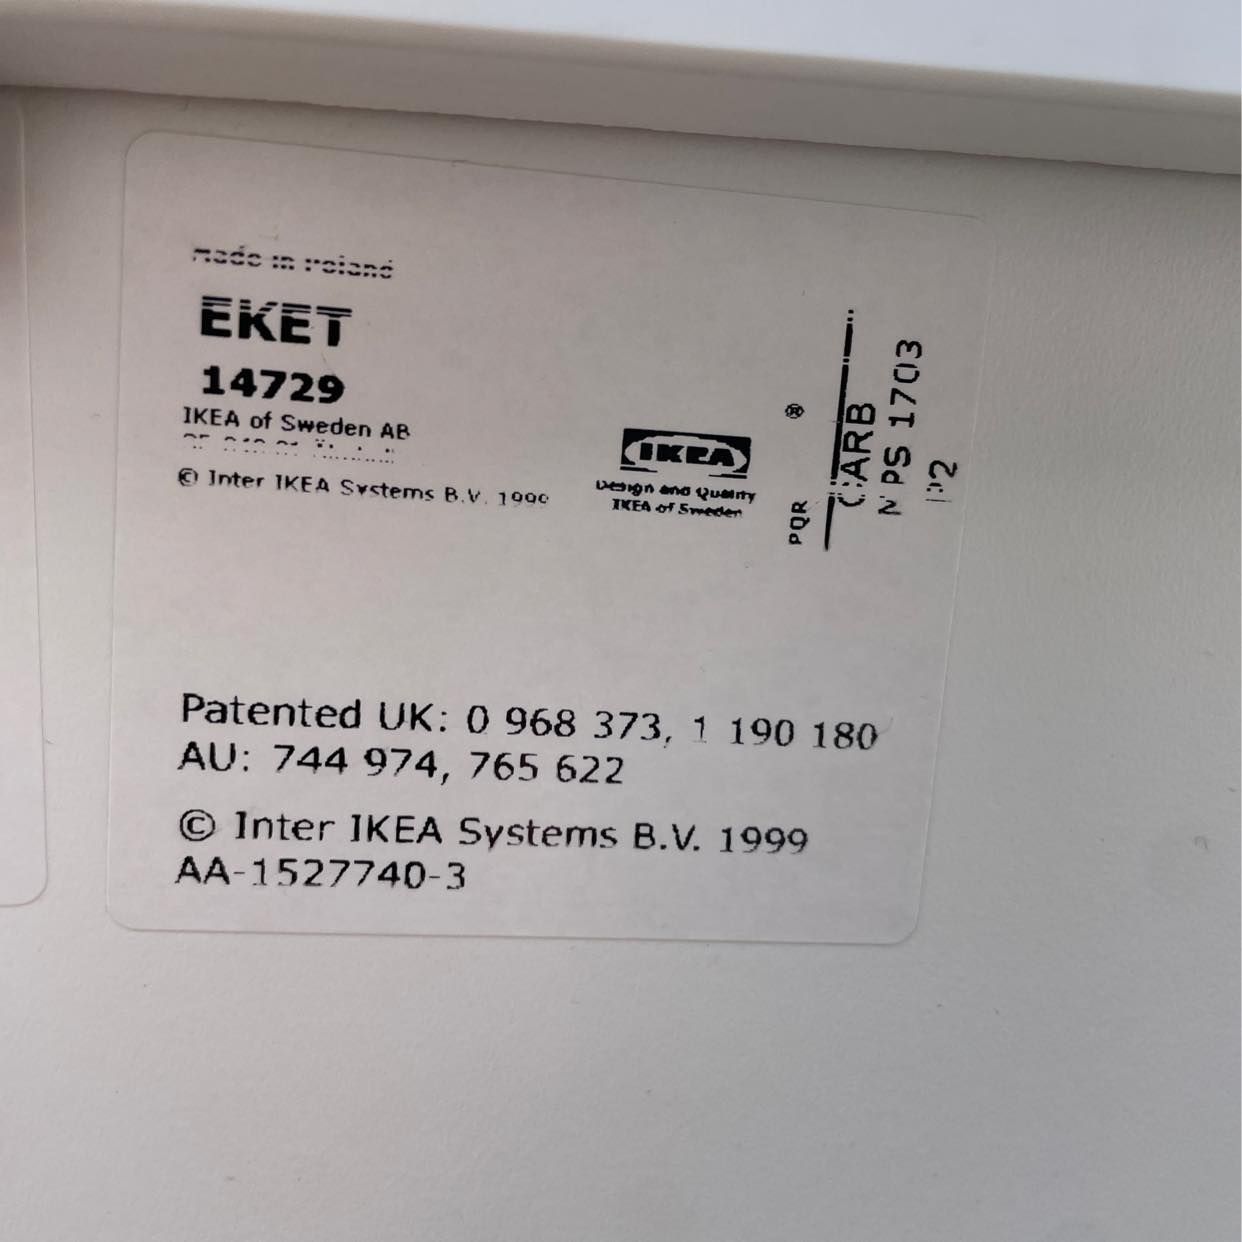 made in Poland
EKET
14729
IKEA of Sweden AB
© Inter IKEA Systems B.V. 1999
®
IKEA
Design and Quality
IKEA of Sweden
PQR
CARB
PS 1703
P2
Patented UK: 0 968 373, 1 190 180
AU: 744 974, 765 622
© Inter IKEA Systems B.V. 1999
AA-1527740-3